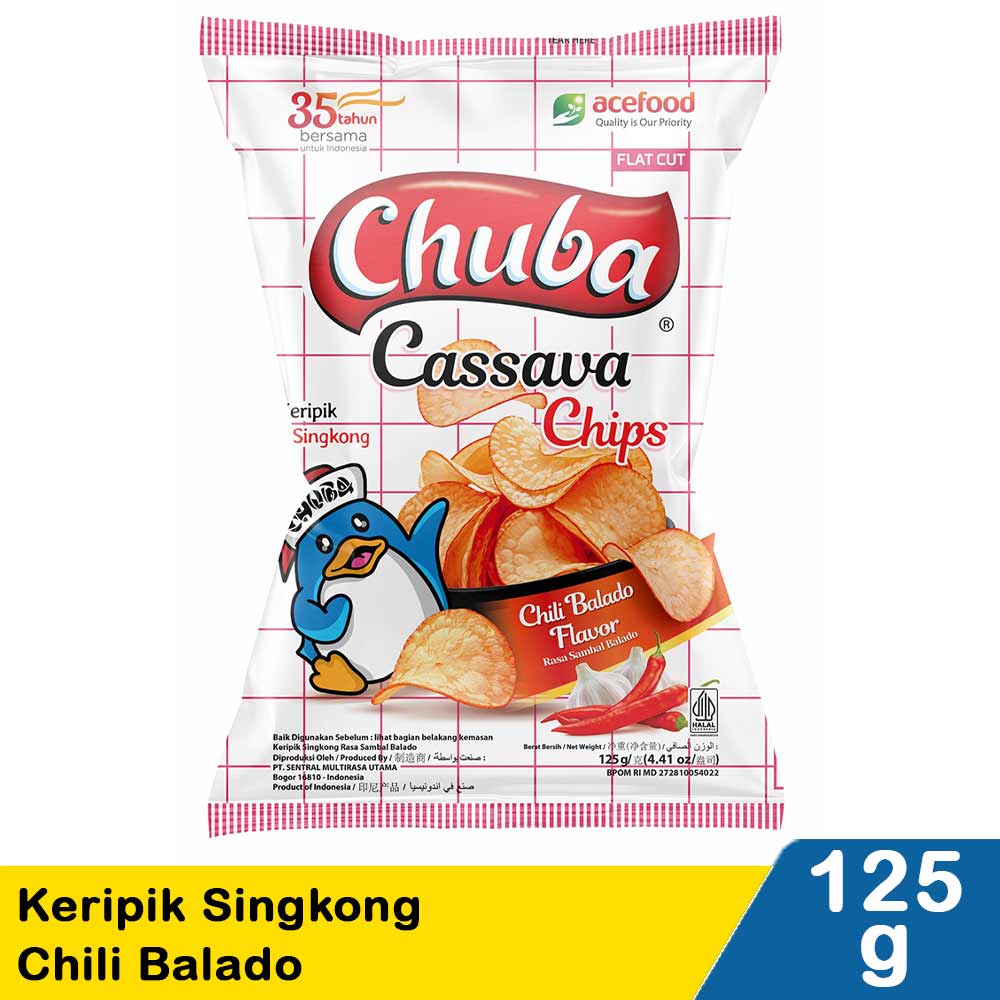 TEAR HERE
35 tahun
bersama
untuk Indonesia
acefood
Quality is Our Priority
FLAT CUT
Chuba
®
Cassava
Chips
Keripik
Singkong
CHUBA
Chili Balado
Flavor
Rasa Sambal Balado
HALAL
INDONESIA
Baik Digunakan Sebelum : lihat bagian belakang kemasan
Keripik Singkong Rasa Sambal Balado
Diproduksi Oleh / Produced By / 制造商 / صنعت بواسطة :
PT. SENTRAL MULTIRASA UTAMA
Bogor 16810 - Indonesia
Product of Indonesia / 印尼产品 / صنع في اندونيسيا
Berat Bersih / Net Weight / 净重(净含量) / الوزن الصافي :
125 g/克(4.41 oz/盎司)
BPOM RI MD 272810054022
Keripik Singkong
Chili Balado
125
g